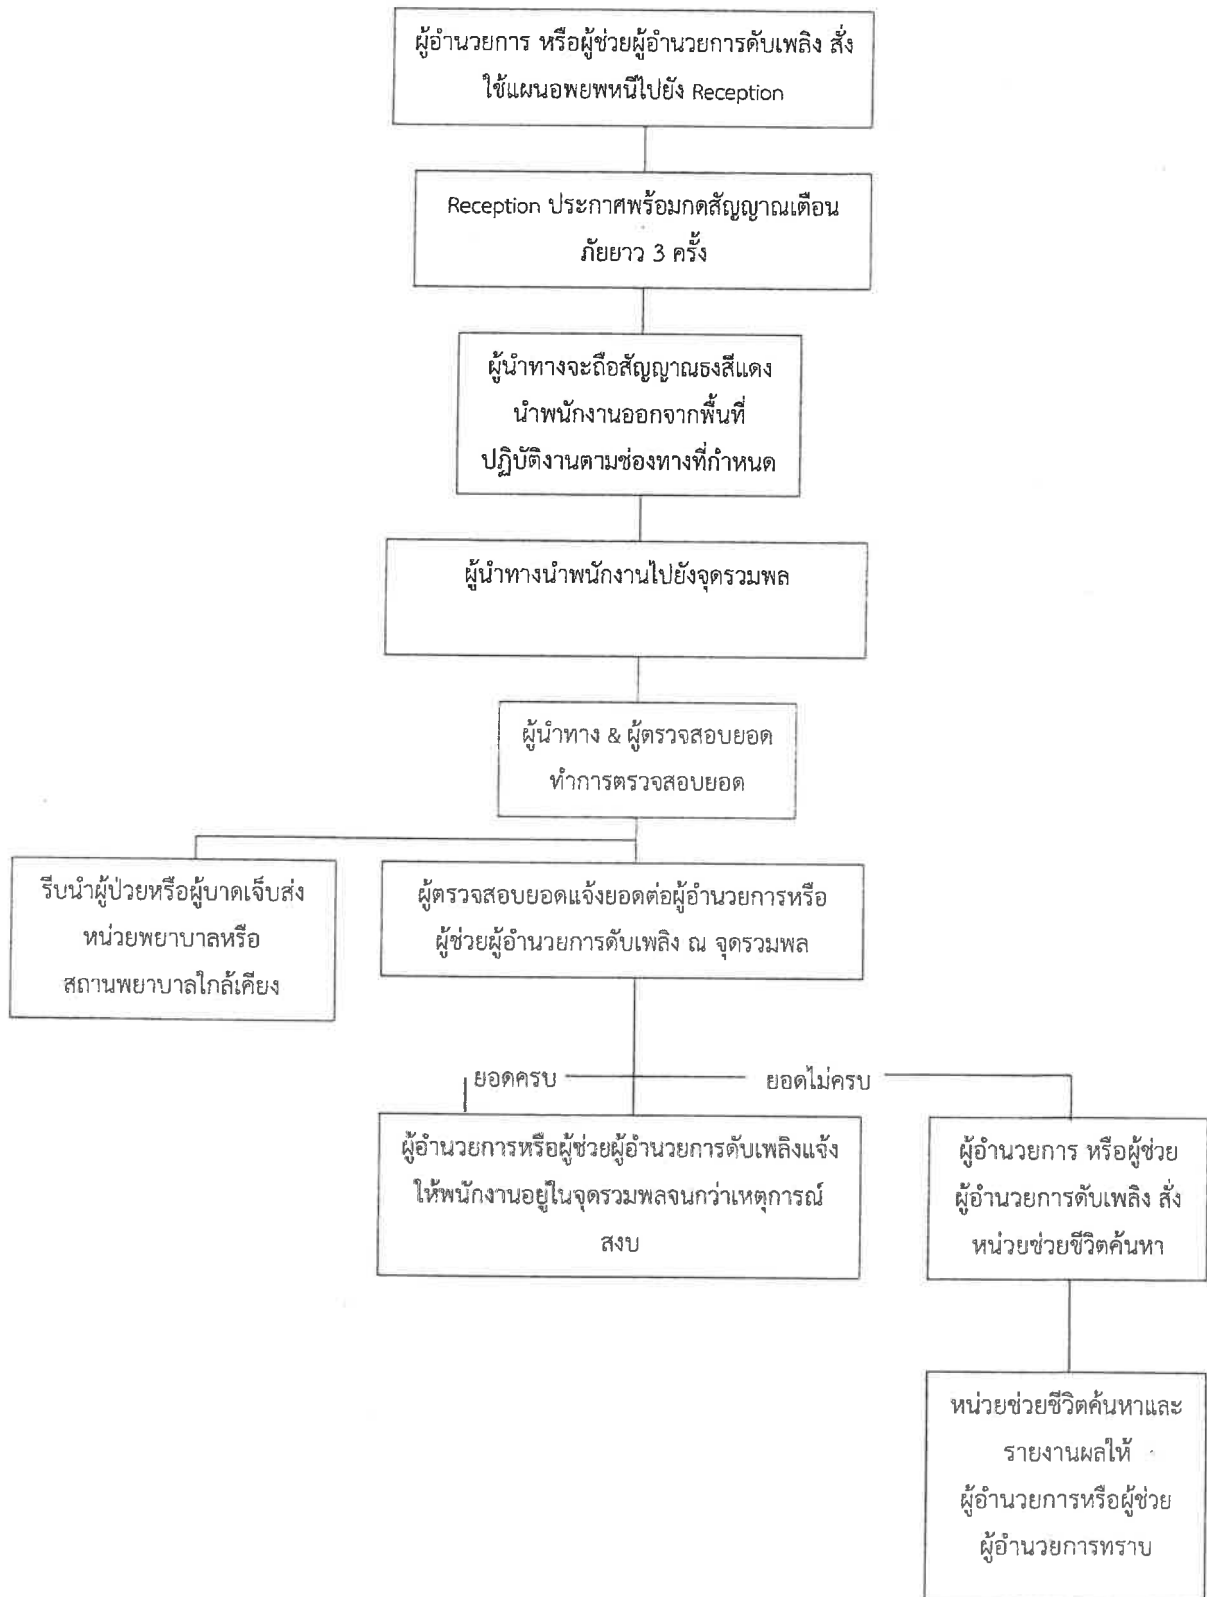 ผู้อำนวยการ หรือผู้ช่วยผู้อำนวยการดับเพลิง สั่ง
ใช้แผนอพยพหนีไปยัง Reception
Reception ประกาศพร้อมกดสัญญาณเตือน
ภัยยาว 3 ครั้ง
ผู้นำทางจะถือสัญญาณธงสีแดง
นำพนักงานออกจากพื้นที่
ปฏิบัติงานตามช่องทางที่กำหนด
ผู้นำทางนำพนักงานไปยังจุดรวมพล
ผู้นำทาง & ผู้ตรวจสอบยอด
ทำการตรวจสอบยอด
รีบนำผู้ป่วยหรือผู้บาดเจ็บส่ง
หน่วยพยาบาลหรือ
สถานพยาบาลใกล้เคียง
ผู้ตรวจสอบยอดแจ้งยอดต่อผู้อำนวยการหรือ
ผู้ช่วยผู้อำนวยการดับเพลิง ณ จุดรวมพล
ยอดครบ
ยอดไม่ครบ
ผู้อำนวยการหรือผู้ช่วยผู้อำนวยการดับเพลิงแจ้ง
ให้พนักงานอยู่ในจุดรวมพลจนกว่าเหตุการณ์
สงบ
ผู้อำนวยการ หรือผู้ช่วย
ผู้อำนวยการดับเพลิง สั่ง
หน่วยช่วยชีวิตค้นหา
หน่วยช่วยชีวิตค้นหาและ
รายงานผลให้
ผู้อำนวยการหรือผู้ช่วย
ผู้อำนวยการทราบ